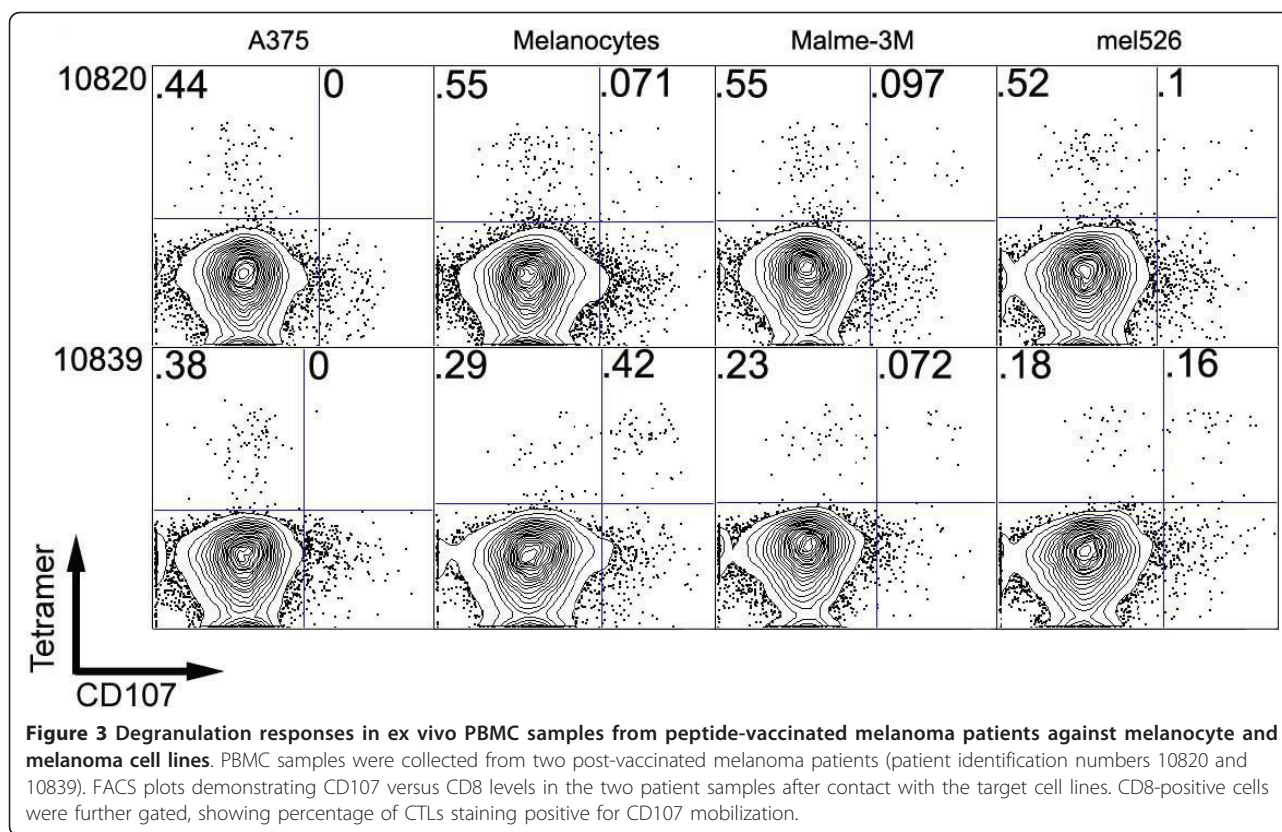 A375 Melanocytes Malme-3M mel526
10820 .44 0 .55 .071 .55 .097 .52 .1
10839 .38 0 .29 .42 .23 .072 .18 .16
Tetramer
CD107
Figure 3 Degranulation responses in ex vivo PBMC samples from peptide-vaccinated melanoma patients against melanocyte and
melanoma cell lines. PBMC samples were collected from two post-vaccinated melanoma patients (patient identification numbers 10820 and
10839). FACS plots demonstrating CD107 versus CD8 levels in the two patient samples after contact with the target cell lines. CD8-positive cells
were further gated, showing percentage of CTLs staining positive for CD107 mobilization.